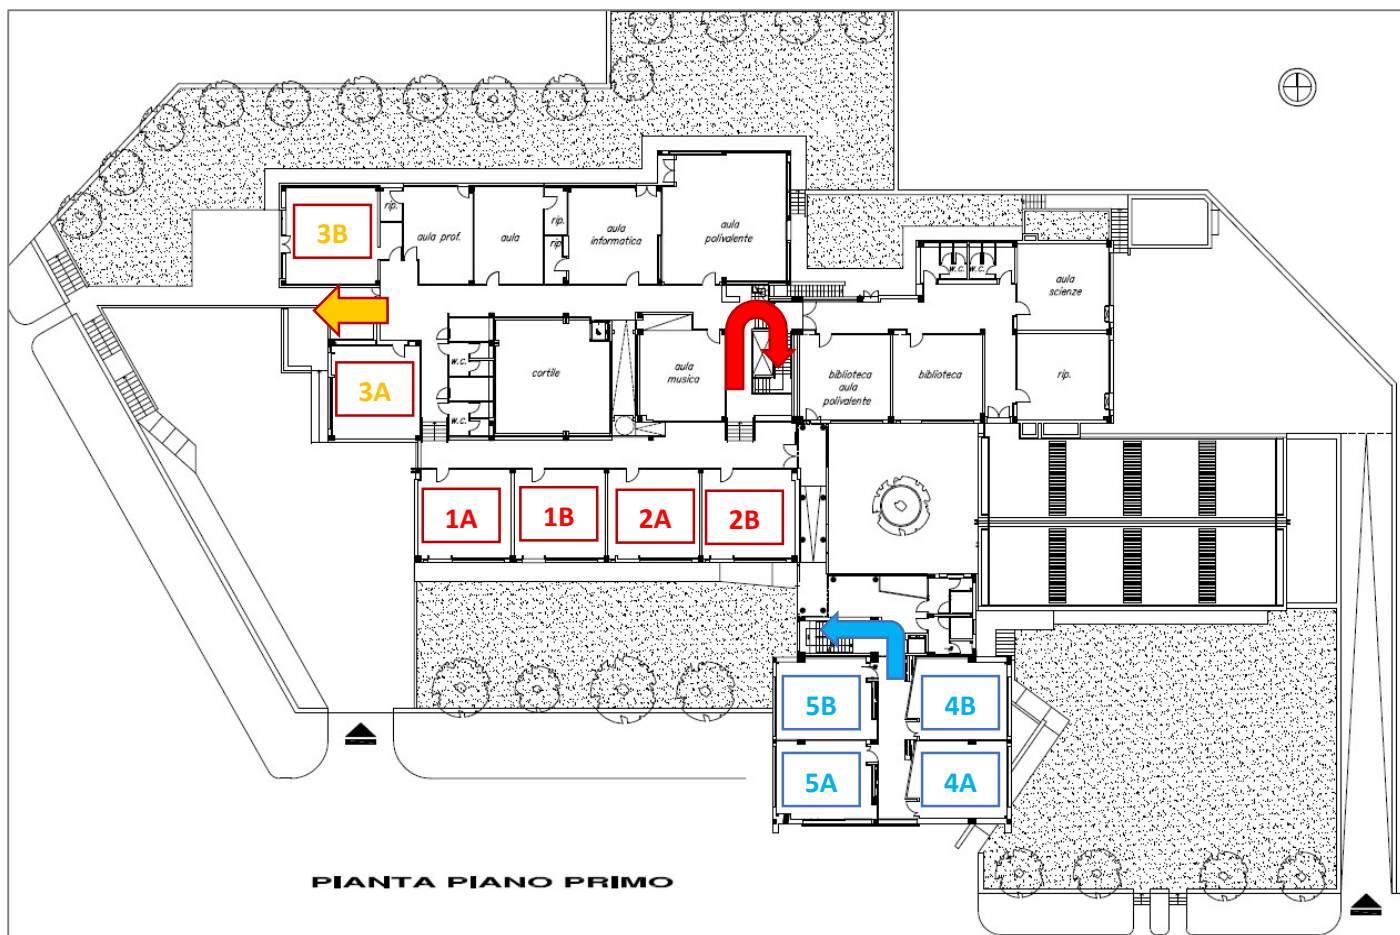 3B
rip.
aula prof.
aula
rip.
rip.
aula
informatica
aula
polivalente
w.c.
w.c.
aula
scienze
3A
w.c.
w.c.
cortile
aula
musica
biblioteca
aula
polivalente
biblioteca
rip.
1A
1B
2A
2B
5B
4B
5A
4A
PIANTA PIANO PRIMO